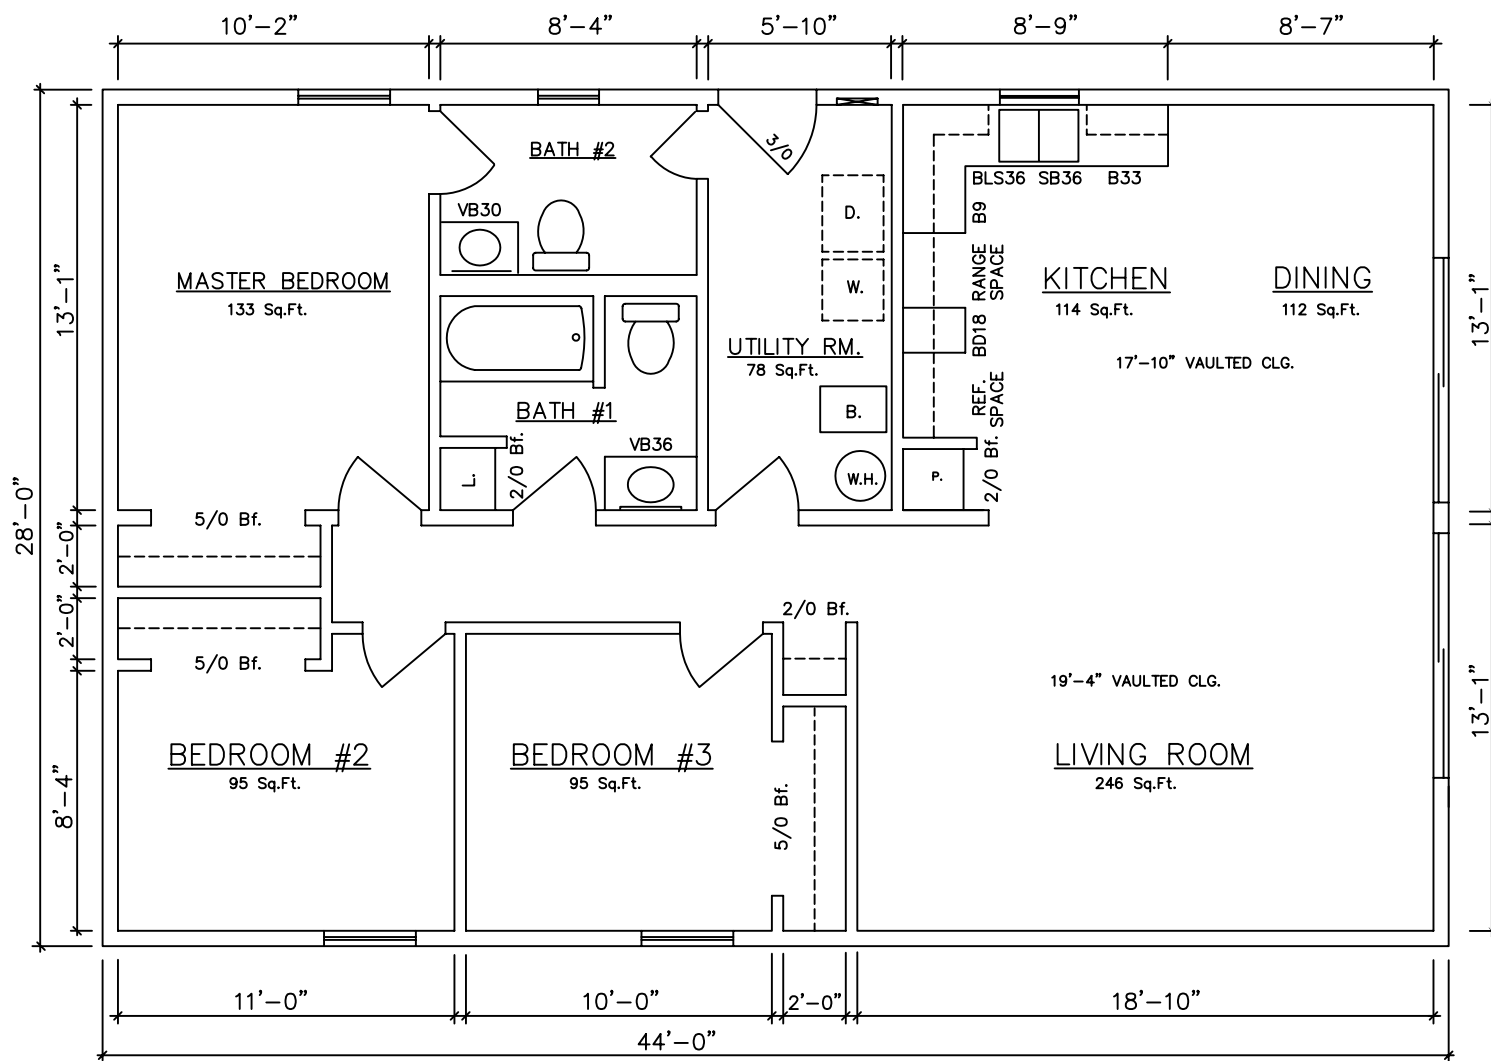 10'-2"
8'-4"
5'-10"
8'-9"
8'-7"
3/0
BATH #2
BLS36 SB36 B33
VB30
D.
B9
MASTER BEDROOM
133 Sq.Ft.
W.
RANGE
SPACE
KITCHEN
114 Sq.Ft.
DINING
112 Sq.Ft.
13'-1"
13'-1"
BD18
UTILITY RM.
78 Sq.Ft.
17'-10" VAULTED CLG.
BATH #1
B.
REF.
SPACE
VB36
L.
2/0 Bf.
W.H.
P.
2/0 Bf.
28'-0"
5/0 Bf.
2'-0"
2'-0"
5/0 Bf.
2/0 Bf.
19'-4" VAULTED CLG.
13'-1"
BEDROOM #2
95 Sq.Ft.
BEDROOM #3
95 Sq.Ft.
LIVING ROOM
246 Sq.Ft.
8'-4"
5/0 Bf.
11'-0"
10'-0"
2'-0"
18'-10"
44'-0"